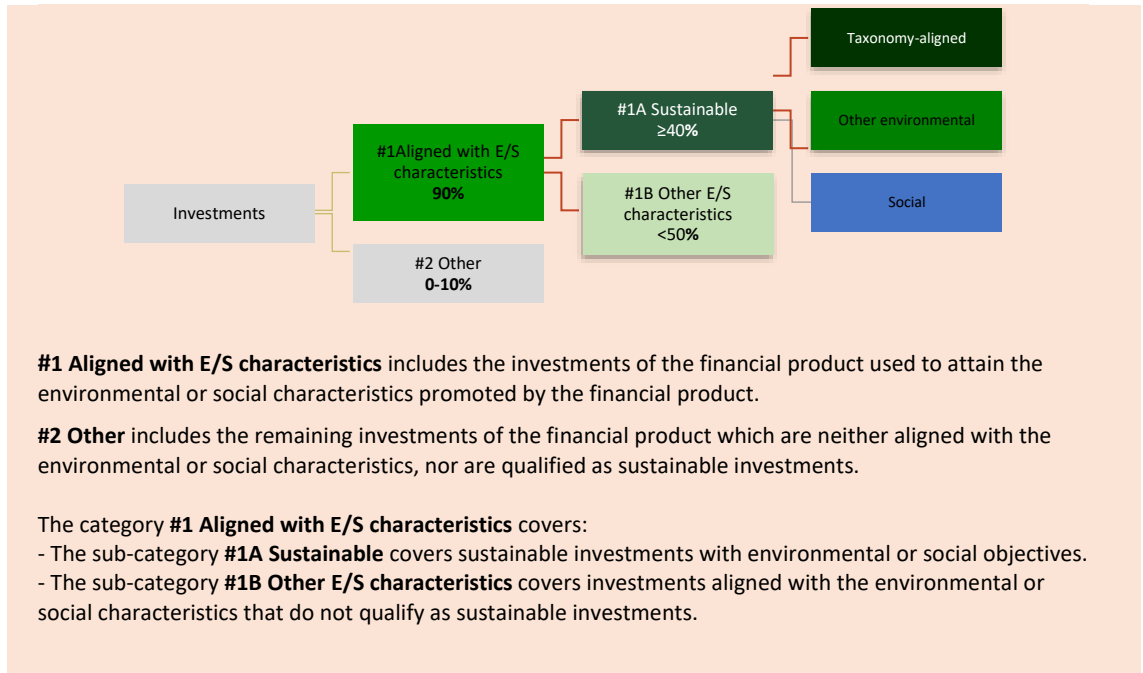 Taxonomy-aligned
#1A Sustainable
≥40%
Other environmental
#1Aligned with E/S
characteristics
90%
#1B Other E/S
characteristics
<50%
Investments
Social
#2 Other
0-10%
#1 Aligned with E/S characteristics includes the investments of the financial product used to attain the
environmental or social characteristics promoted by the financial product.
#2 Other includes the remaining investments of the financial product which are neither aligned with the
environmental or social characteristics, nor are qualified as sustainable investments.
The category #1 Aligned with E/S characteristics covers:
- The sub-category #1A Sustainable covers sustainable investments with environmental or social objectives.
- The sub-category #1B Other E/S characteristics covers investments aligned with the environmental or
social characteristics that do not qualify as sustainable investments.